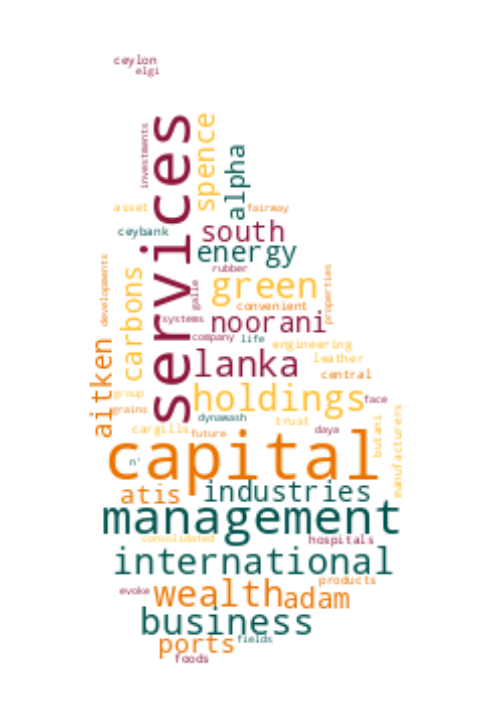 ceylon
elgi
investments
services
spence
alpha
asset
fairway
ceybank
south
energy
rubber
developments
carbons
galle
green
properties
convenient
systems
noorani
company
life
engineering
aitken
lanka
leather
central
group
holdings
face
grains
dynawash
trust
butani
manufacturers
cargills
future
daya
capital
n'
atis
industries
management
consolidated
hospitals
international
products
evoke
wealth
adam
business
ports
fields
foods